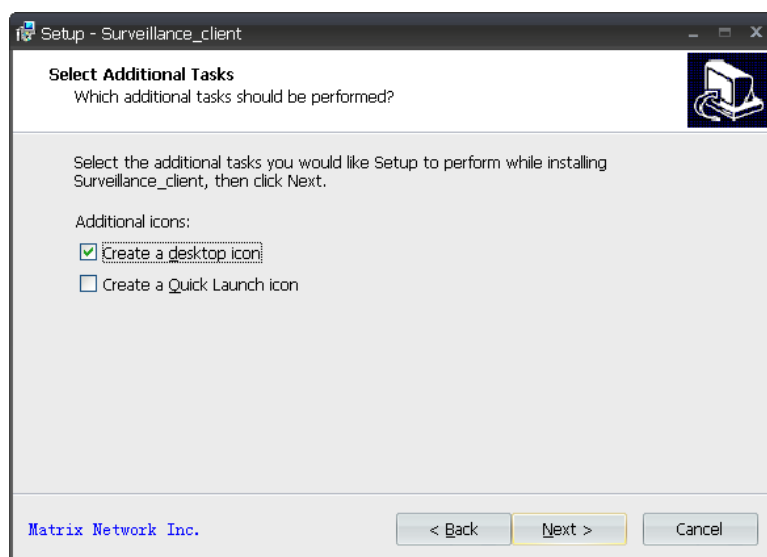 Setup - Surveillance_client
Select Additional Tasks
Which additional tasks should be performed?
Select the additional tasks you would like Setup to perform while installing
Surveillance_client, then click Next.
Additional icons:
Create a desktop icon
Create a Quick Launch icon
Matrix Network Inc.
< Back
Next >
Cancel